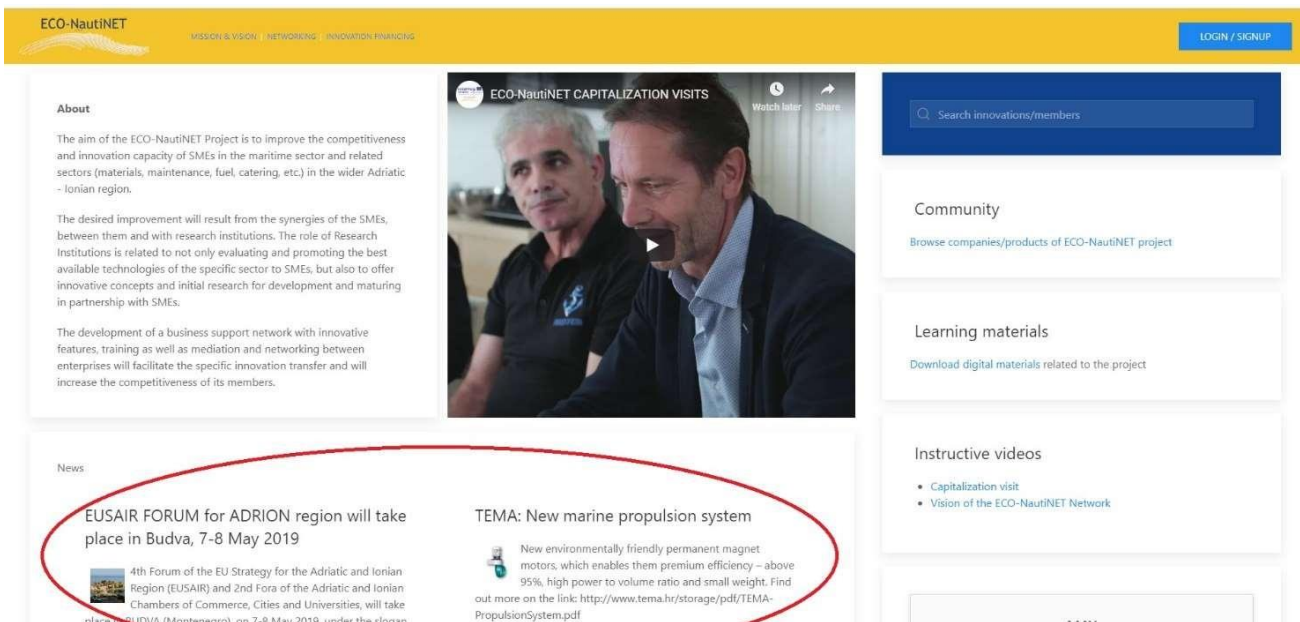 ECO-NautiNET
MISSION & VISION | NETWORKING | INNOVATION FINANCING
LOGIN / SIGNUP
About
The aim of the ECO-NautiNET Project is to improve the competitiveness
and innovation capacity of SMEs in the maritime sector and related
sectors (materials, maintenance, fuel, catering, etc.) in the wider Adriatic
- Ionian region.
The desired improvement will result from the synergies of the SMEs,
between them and with research institutions. The role of Research
Institutions is related to not only evaluating and promoting the best
available technologies of the specific sector to SMEs, but also to offer
innovative concepts and initial research for development and maturing
in partnership with SMEs.
The development of a business support network with innovative
features, training as well as mediation and networking between
enterprises will facilitate the specific innovation transfer and will
increase the competitiveness of its members.
ECO-NautiNET CAPITALIZATION VISITS
Watch later
Share
Search innovations/members
Community
Browse companies/products of ECO-NautiNET project
Learning materials
Download digital materials related to the project
Instructive videos
• Capitalization visit
• Vision of the ECO-NautiNET Network
News
EUSAIR FORUM for ADRION region will take
place in Budva, 7-8 May 2019
4th Forum of the EU Strategy for the Adriatic and Ionian
Region (EUSAIR) and 2nd Fora of the Adriatic and Ionian
Chambers of Commerce, Cities and Universities, will take
place in BUDVA (Montenegro), on 7-8 May 2019, under the slogan
TEMA: New marine propulsion system
New environmentally friendly permanent magnet
motors, which enables them premium efficiency – above
95%, high power to volume ratio and small weight. Find
out more on the link: http://www.tema.hr/storage/pdf/TEMA-
PropulsionSystem.pdf